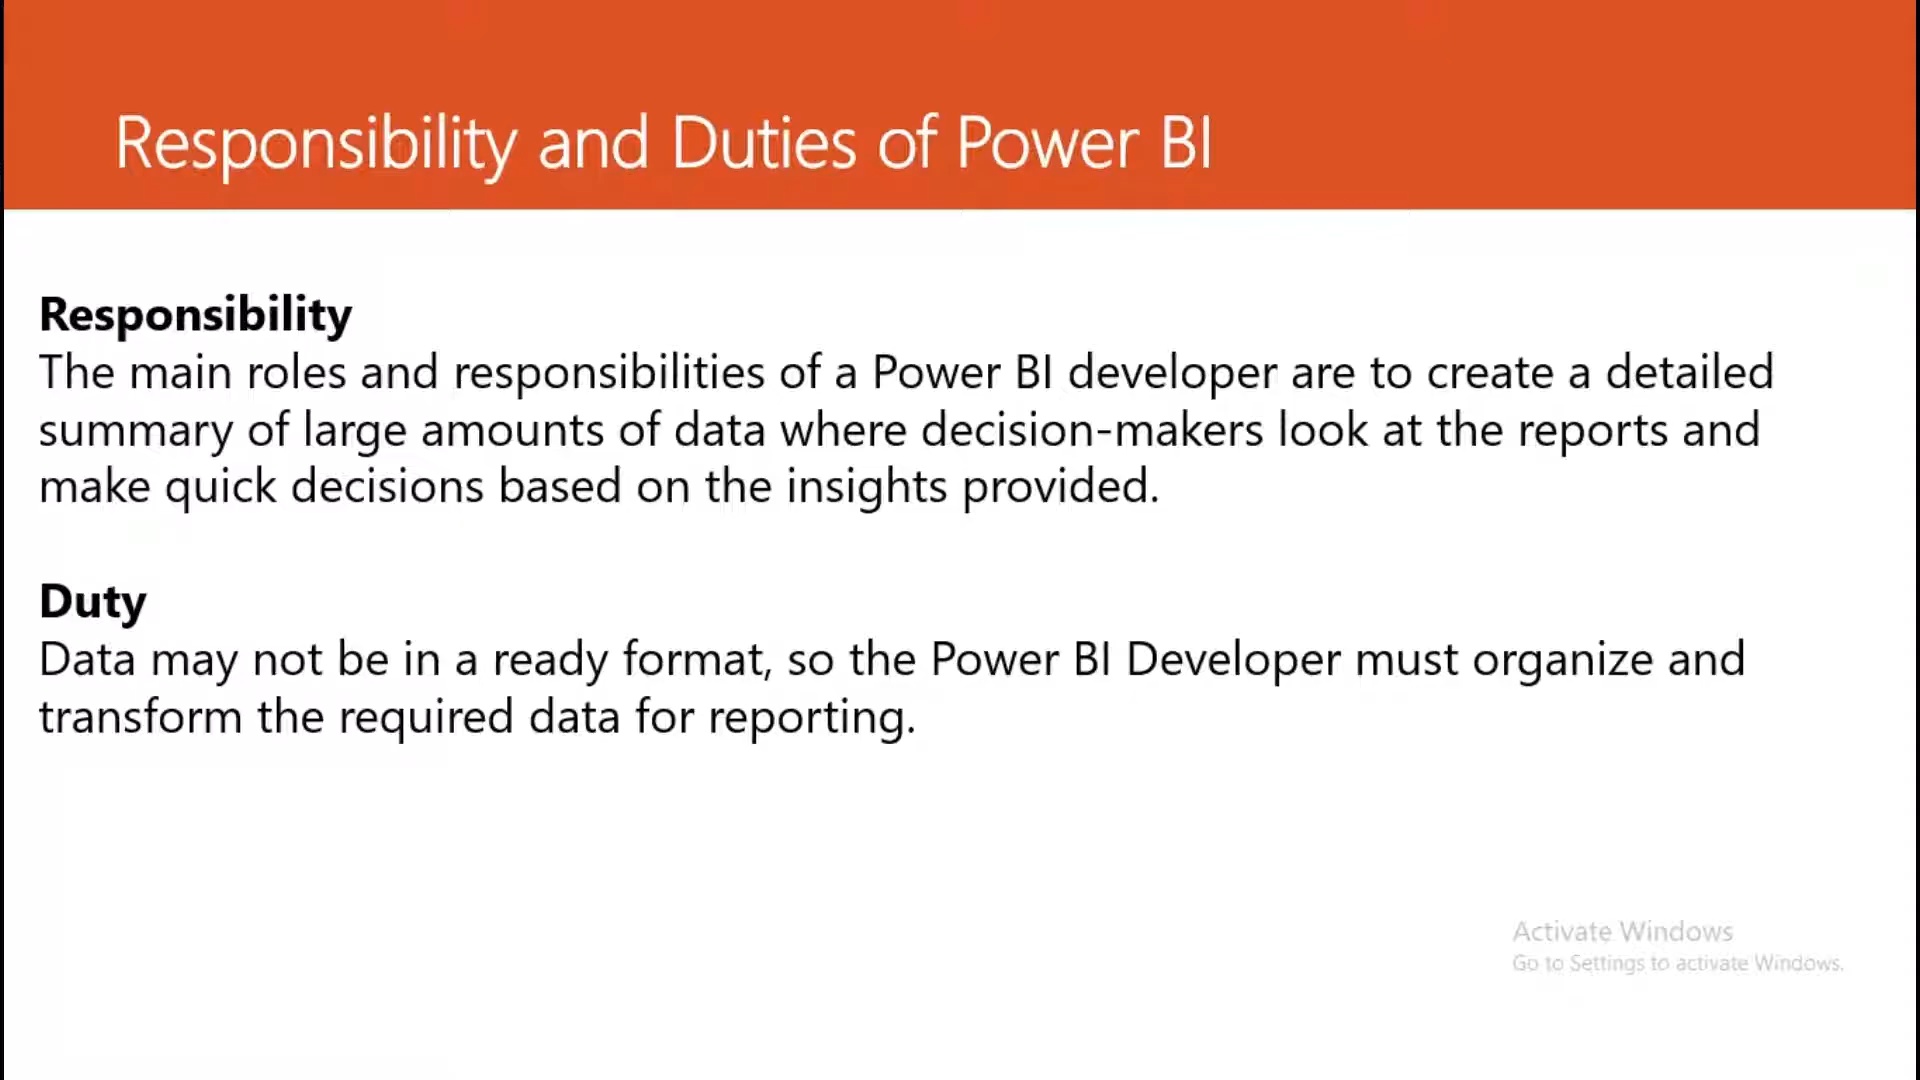 Responsibility and Duties of Power BI
Responsibility
The main roles and responsibilities of a Power BI developer are to create a detailed
summary of large amounts of data where decision-makers look at the reports and
make quick decisions based on the insights provided.
Duty
Data may not be in a ready format, so the Power BI Developer must organize and
transform the required data for reporting.
Activate Windows
Go to Settings to activate Windows.